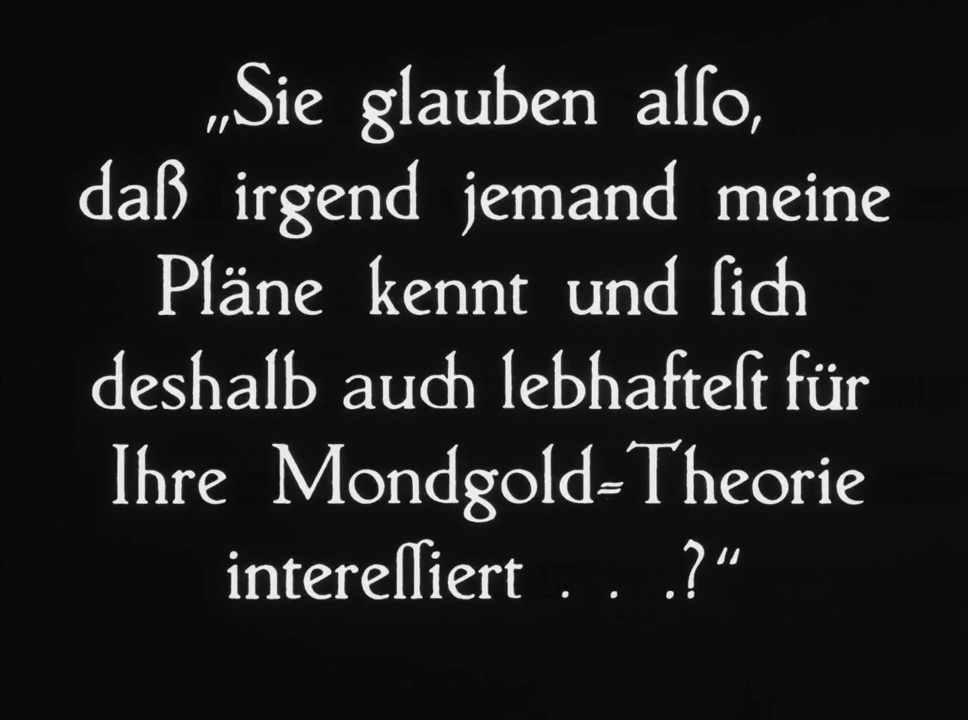 „Sie glauben alſo,
daß irgend jemand meine
Pläne kennt und ſich
deshalb auch lebhafteſt für
Ihre Mondgold=Theorie
intereſſiert . . .?“